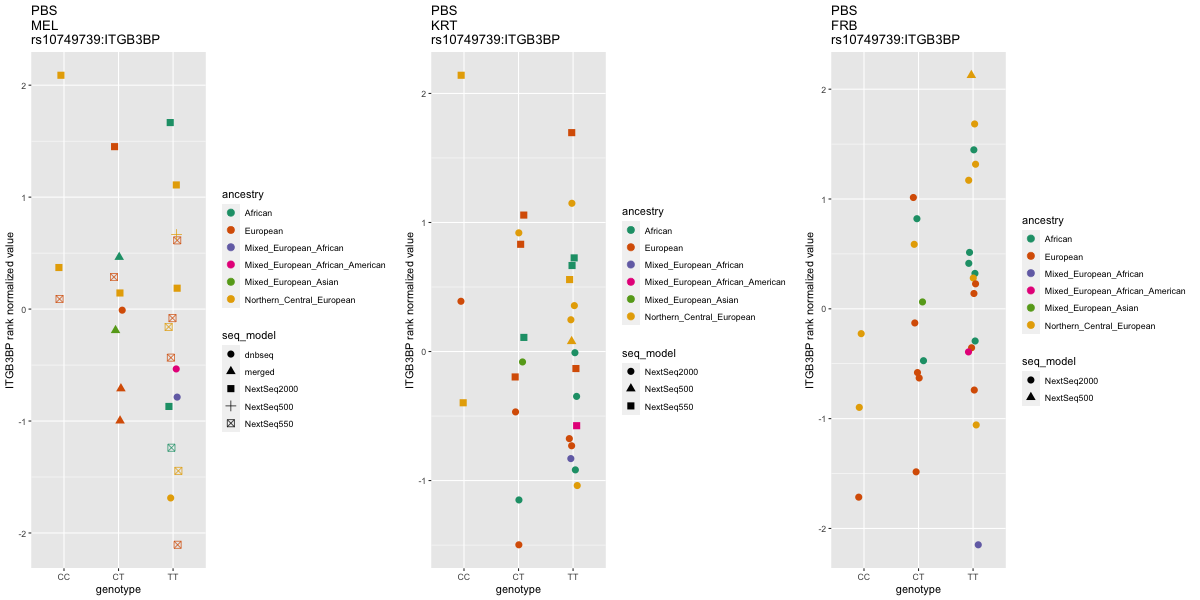 PBS
MEL
rs10749739:ITGB3BP
ITGB3BP rank normalized value
2
1
0
-1
-2
CC
CT
TT
genotype
ancestry
African
European
Mixed_European_African
Mixed_European_African_American
Mixed_European_Asian
Northern_Central_European
seq_model
dnbseq
merged
NextSeq2000
NextSeq500
NextSeq550
PBS
KRT
rs10749739:ITGB3BP
ITGB3BP rank normalized value
2
1
0
-1
CC
CT
TT
genotype
ancestry
African
European
Mixed_European_African
Mixed_European_African_American
Mixed_European_Asian
Northern_Central_European
seq_model
NextSeq2000
NextSeq500
NextSeq550
PBS
FRB
rs10749739:ITGB3BP
ITGB3BP rank normalized value
2
1
0
-1
-2
CC
CT
TT
genotype
ancestry
African
European
Mixed_European_African
Mixed_European_African_American
Mixed_European_Asian
Northern_Central_European
seq_model
NextSeq2000
NextSeq500